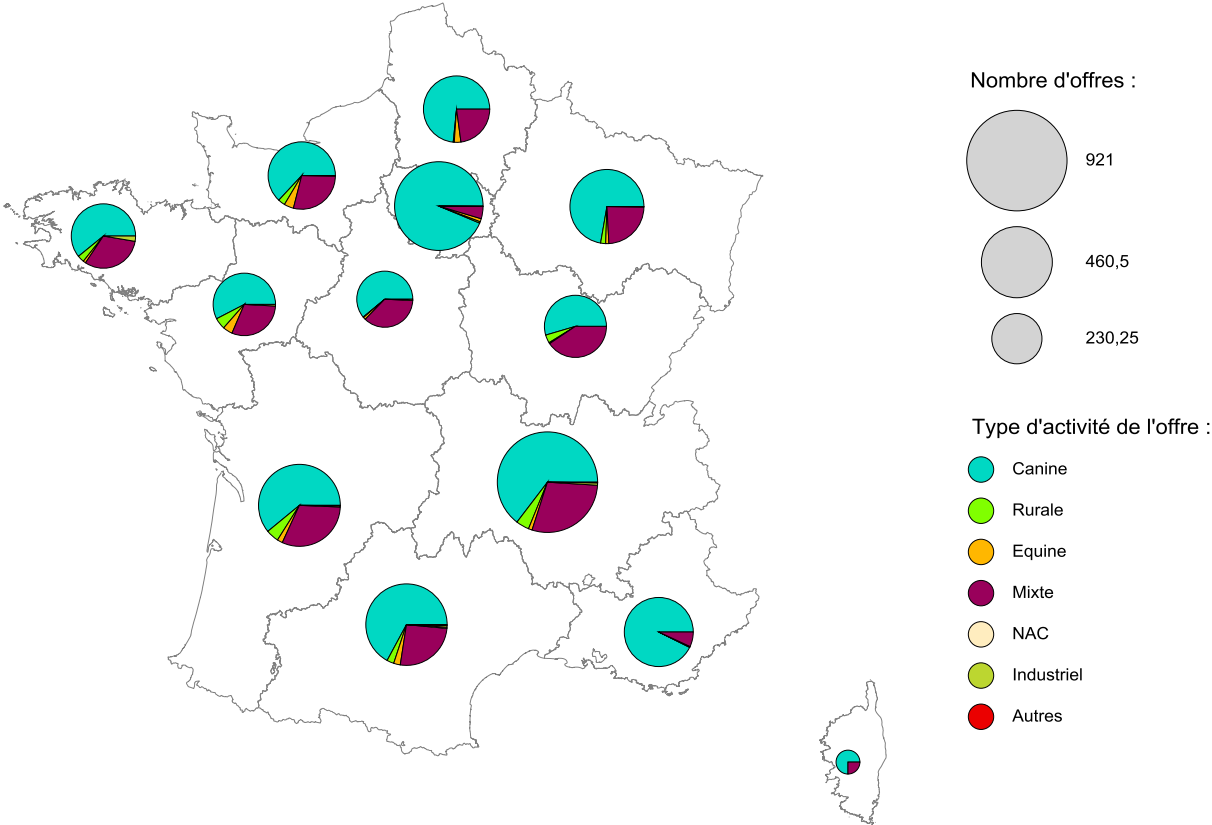 Nombre d'offres :
921
460,5
230,25
Type d'activité de l'offre :
Canine
Rurale
Equine
Mixte
NAC
Industriel
Autres